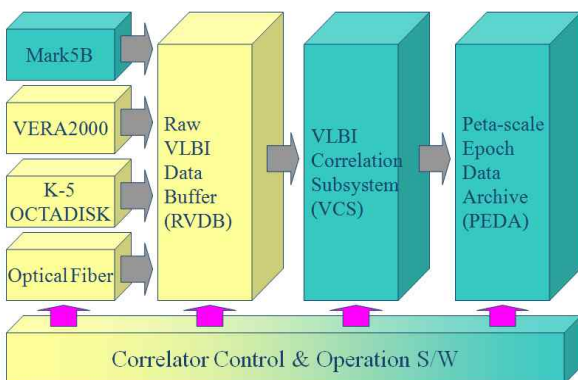 Mark5B
VERA2000
K-5
OCTADISK
Optical Fiber
Raw
VLBI
Data
Buffer
(RVDB)
VLBI
Correlation
Subsystem
(VCS)
Peta-scale
Epoch
Data
Archive
(PEDA)
Correlator Control & Operation S/W